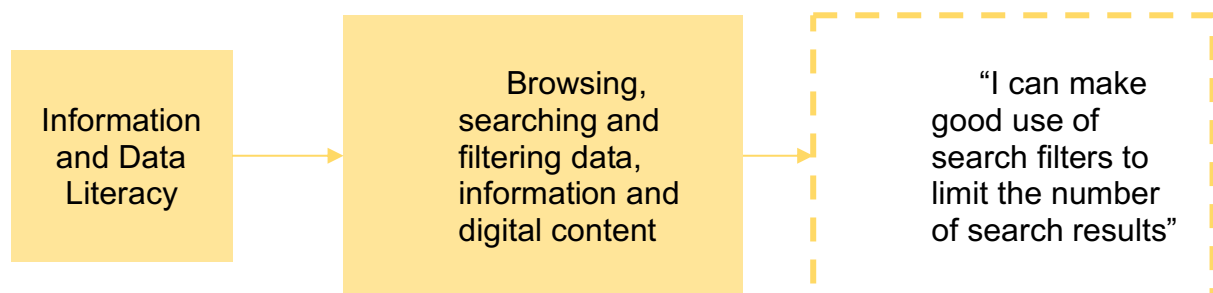 Information
and Data
Literacy
Browsing,
searching and
filtering data,
information and
digital content
“I can make
good use of
search filters to
limit the number
of search results”